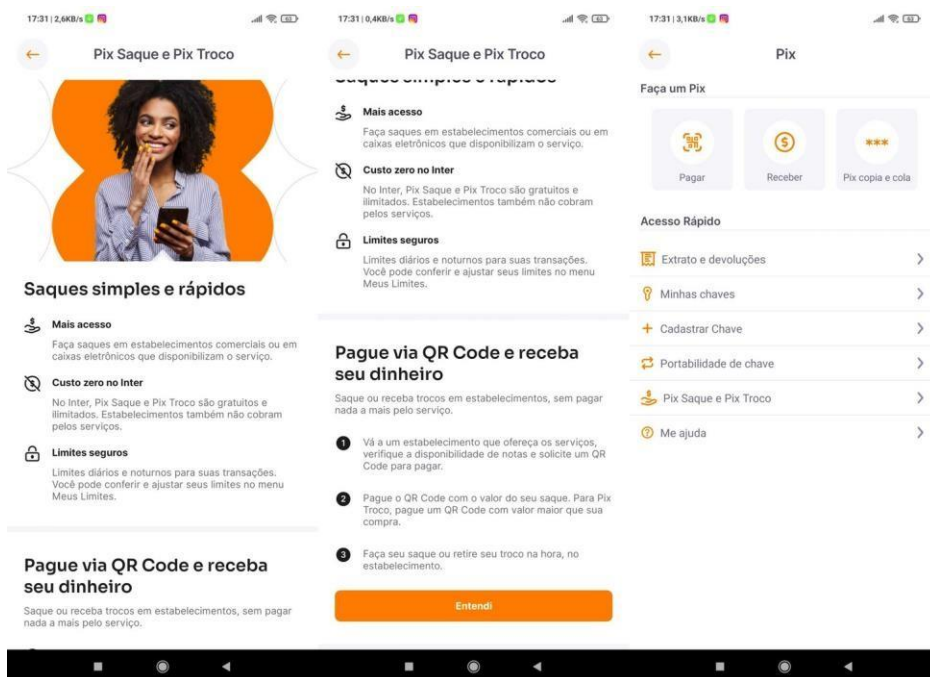 17:31 | 2,6KB/s
63
Pix Saque e Pix Troco
Saques simples e rápidos
Mais acesso
Faça saques em estabelecimentos comerciais ou em
caixas eletrônicos que disponibilizam o serviço.
Custo zero no Inter
No Inter, Pix Saque e Pix Troco são gratuitos e
ilimitados. Estabelecimentos também não cobram
pelos serviços.
Limites seguros
Limites diários e noturnos para suas transações.
Você pode conferir e ajustar seus limites no menu
Meus Limites.
Pague via QR Code e receba
seu dinheiro
Saque ou receba trocos em estabelecimentos, sem pagar
nada a mais pelo serviço.
17:31 | 0,4KB/s
Pix Saque e Pix Troco
Saques simples e rápidos
Mais acesso
Faça saques em estabelecimentos comerciais ou em
caixas eletrônicos que disponibilizam o serviço.
Custo zero no Inter
No Inter, Pix Saque e Pix Troco são gratuitos e
ilimitados. Estabelecimentos também não cobram
pelos serviços.
Limites seguros
Limites diários e noturnos para suas transações.
Você pode conferir e ajustar seus limites no menu
Meus Limites.
Pague via QR Code e receba
seu dinheiro
Saque ou receba trocos em estabelecimentos, sem pagar
nada a mais pelo serviço.
1 Vá a um estabelecimento que ofereça os serviços,
verifique a disponibilidade de notas e solicite um QR
Code para pagar.
2 Pague o QR Code com o valor do seu saque. Para Pix
Troco, pague um QR Code com valor maior que sua
compra.
3 Faça seu saque ou retire seu troco na hora, no
estabelecimento.
Entendi
17:31 | 3,1KB/s
Pix
Faça um Pix
Pagar
Receber
***
Pix copia e cola
Acesso Rápido
Extrato e devoluções
Minhas chaves
Cadastrar Chave
Portabilidade de chave
Pix Saque e Pix Troco
Me ajuda